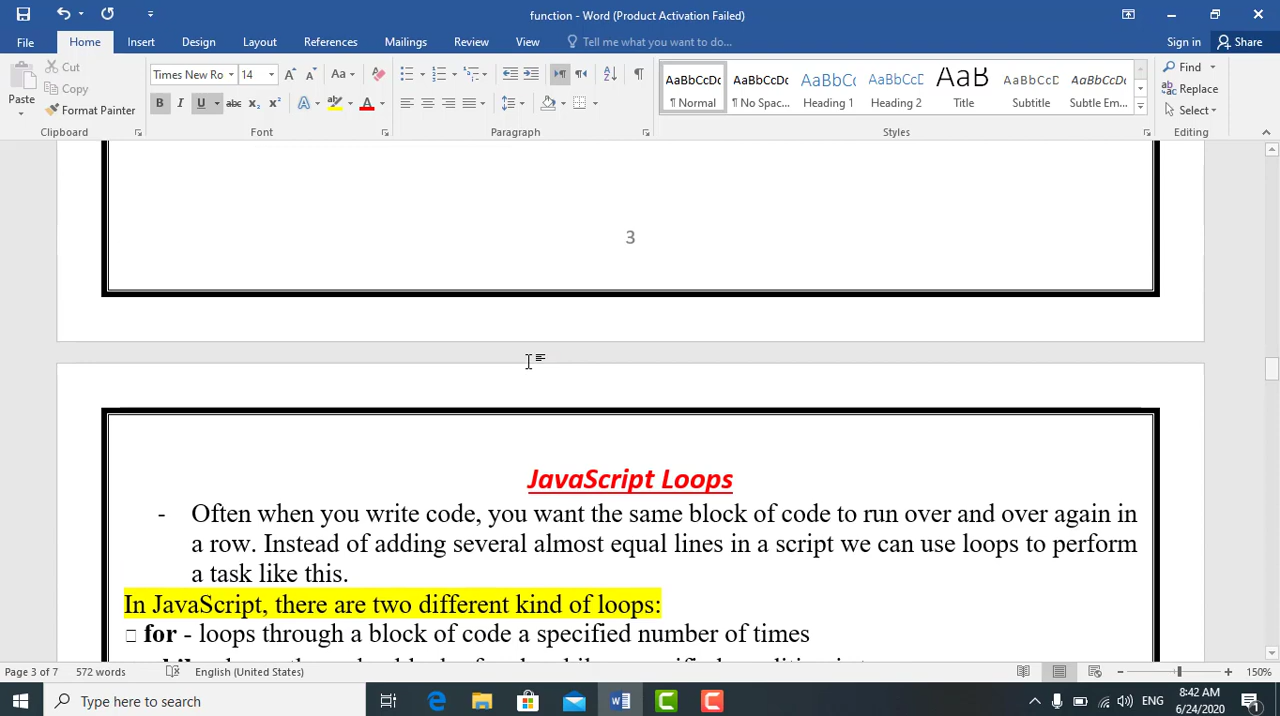 function - Word (Product Activation Failed)
File Home Insert Design Layout References Mailings Review View Tell me what you want to do... Sign in Share
Paste Cut Copy Format Painter Clipboard
Times New Ro 14 Aa B I U abc X₂ X² A A Font
Paragraph
AaBbCcDc AaBbCcDc AaBbCc AaBbCcD AaB AaBbCcD AaBbCcDc
¶ Normal ¶ No Spac... Heading 1 Heading 2 Title Subtitle Subtle Em...
Styles
Find Replace Select Editing
3
JavaScript Loops
- Often when you write code, you want the same block of code to run over and over again in
a row. Instead of adding several almost equal lines in a script we can use loops to perform
a task like this.
In JavaScript, there are two different kind of loops:
for - loops through a block of code a specified number of times
Page 3 of 7 572 words English (United States) 150%
Type here to search
ENG 8:42 AM
6/24/2020